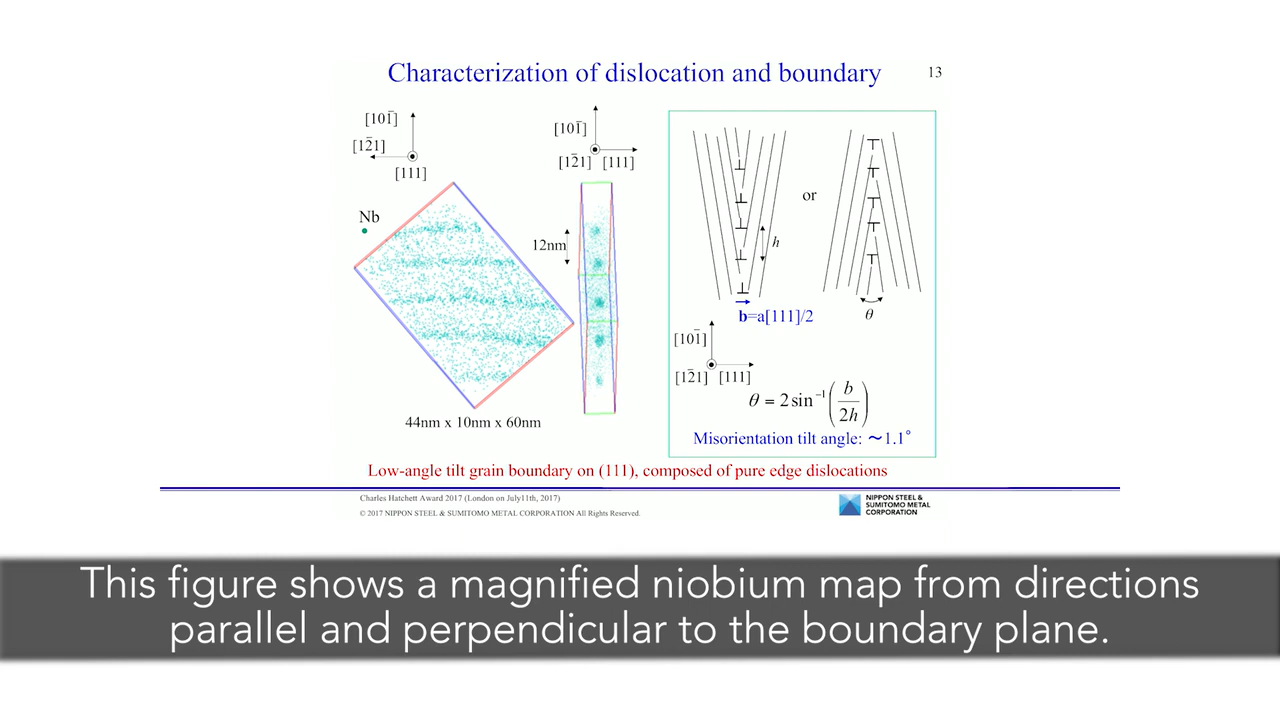 Characterization of dislocation and boundary
13
[101̅]
[12̅1]
[111]
Nb
44nm x 10nm x 60nm
[101̅]
[12̅1] [111]
12nm
or
h
b=a[111]/2
θ
[101̅]
[12̅1] [111]
θ = 2 sin⁻¹(b/2h)
Misorientation tilt angle: ～1.1°
Low-angle tilt grain boundary on (111), composed of pure edge dislocations
Charles Hatchett Award 2017 (London on July11th, 2017)
© 2017 NIPPON STEEL & SUMITOMO METAL CORPORATION All Rights Reserved.
NIPPON STEEL &
SUMITOMO METAL
CORPORATION
This figure shows a magnified niobium map from directions
parallel and perpendicular to the boundary plane.